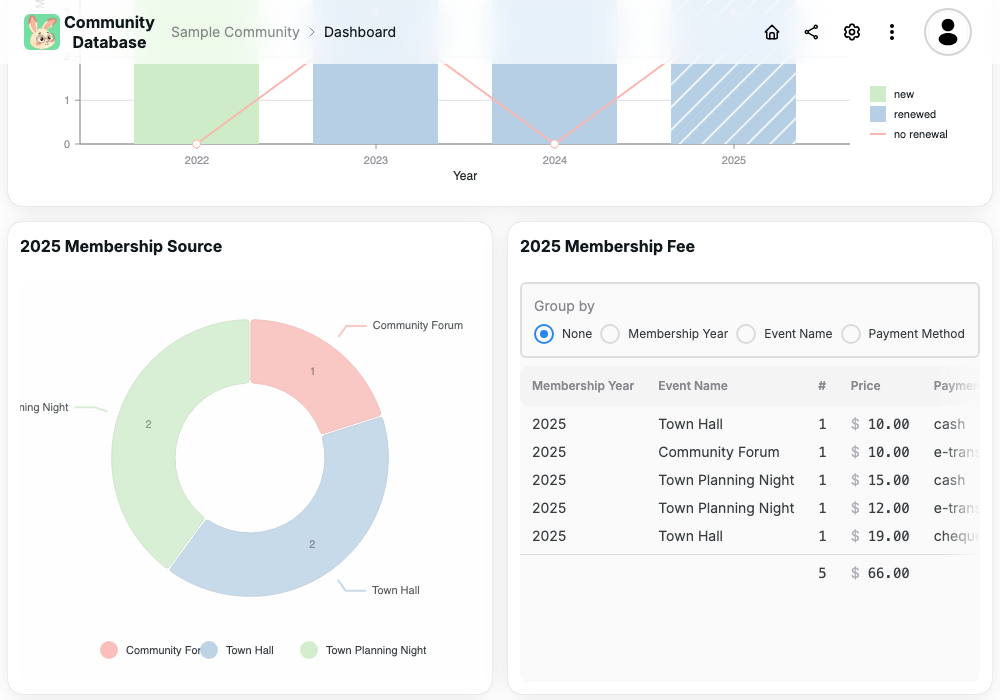 Community
Database
Sample Community > Dashboard
1
0
2022 2023 2024 2025
Year
new
renewed
no renewal
2025 Membership Source
Community Forum
1
ning Night
2
2
Town Hall
Community For Town Hall Town Planning Night
2025 Membership Fee
Group by
None Membership Year Event Name Payment Method
Membership Year Event Name # Price Paymen
2025 Town Hall 1 $ 10.00 cash
2025 Community Forum 1 $ 10.00 e-trans
2025 Town Planning Night 1 $ 15.00 cash
2025 Town Planning Night 1 $ 12.00 e-trans
2025 Town Hall 1 $ 19.00 cheque
5 $ 66.00